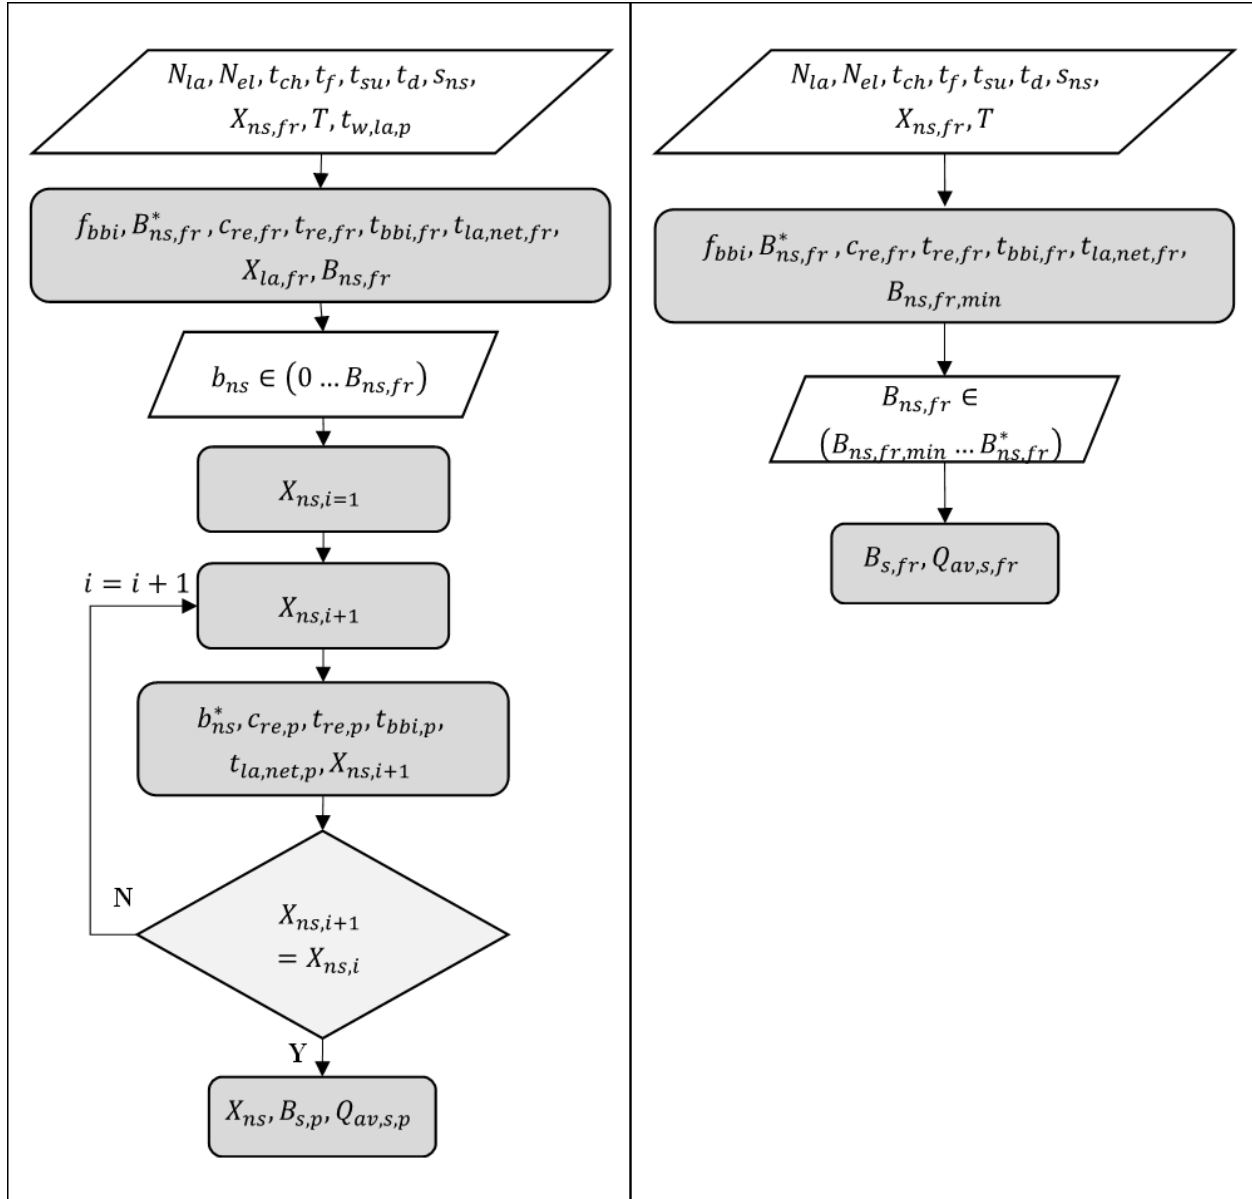 N_{la}, N_{el}, t_{ch}, t_f, t_{su}, t_d, s_{ns},
X_{ns,fr}, T, t_{w,la,p}
f_{bbi}, B^*_{ns,fr}, c_{re,fr}, t_{re,fr}, t_{bbi,fr}, t_{la,net,fr},
X_{la,fr}, B_{ns,fr}
b_{ns} ∈ (0 … B_{ns,fr})
X_{ns,i=1}
i = i + 1
X_{ns,i+1}
b^*_{ns}, c_{re,p}, t_{re,p}, t_{bbi,p},
t_{la,net,p}, X_{ns,i+1}
N
X_{ns,i+1}
= X_{ns,i}
Y
X_{ns}, B_{s,p}, Q_{av,s,p}
N_{la}, N_{el}, t_{ch}, t_f, t_{su}, t_d, s_{ns},
X_{ns,fr}, T
f_{bbi}, B^*_{ns,fr}, c_{re,fr}, t_{re,fr}, t_{bbi,fr}, t_{la,net,fr},
B_{ns,fr,min}
B_{ns,fr} ∈
(B_{ns,fr,min} … B^*_{ns,fr})
B_{s,fr}, Q_{av,s,fr}